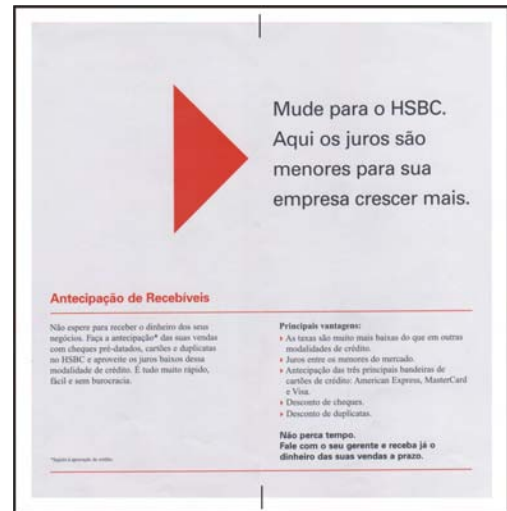 Mude para o HSBC.
Aqui os juros são
menores para sua
empresa crescer mais.
Antecipação de Recebíveis
Não espere para receber o dinheiro dos seus
negócios. Faça a antecipação* das suas vendas
com cheques pré-datados, cartões e duplicatas
no HSBC e aproveite os juros baixos dessa
modalidade de crédito. É tudo muito rápido,
fácil e sem burocracia.
*Sujeito à aprovação de crédito.
Principais vantagens:
As taxas são muito mais baixas do que em outras
modalidades de crédito.
Juros entre os menores do mercado.
Antecipação das três principais bandeiras de
cartões de crédito: American Express, MasterCard
e Visa.
Desconto de cheques.
Desconto de duplicatas.
Não perca tempo.
Fale com o seu gerente e receba já o
dinheiro das suas vendas a prazo.